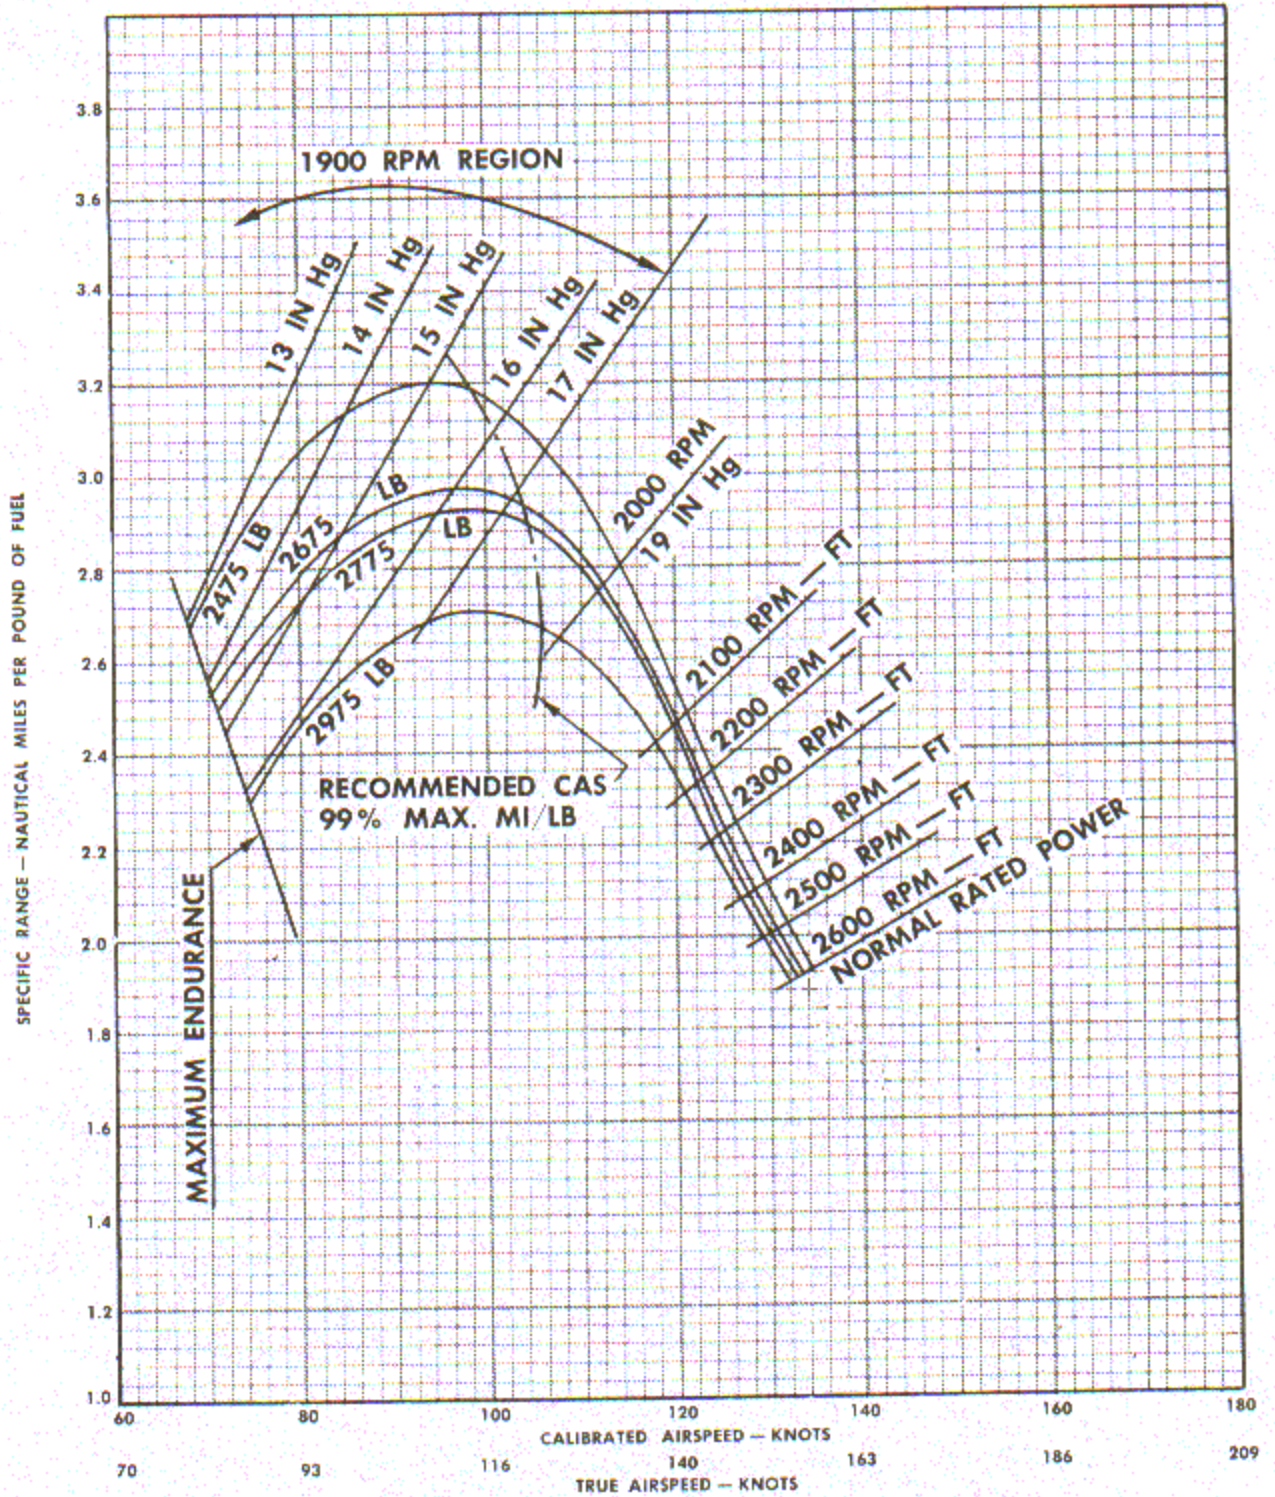 3.8
1900 RPM REGION
3.6
3.4
13 IN Hg
14 IN Hg
15 IN Hg
16 IN Hg
17 IN Hg
3.2
3.0
2000 RPM
19 IN Hg
2475 LB
2675 LB
2775 LB
2975 LB
2.8
2.6
2100 RPM — FT
2200 RPM — FT
2300 RPM — FT
2400 RPM — FT
2500 RPM — FT
2600 RPM — FT
NORMAL RATED POWER
2.4
RECOMMENDED CAS
99% MAX. MI/LB
2.2
MAXIMUM ENDURANCE
2.0
1.8
1.6
1.4
1.2
1.0
SPECIFIC RANGE — NAUTICAL MILES PER POUND OF FUEL
60 80 100 120 140 160 180
CALIBRATED AIRSPEED — KNOTS
70 93 116 140 163 186 209
TRUE AIRSPEED — KNOTS